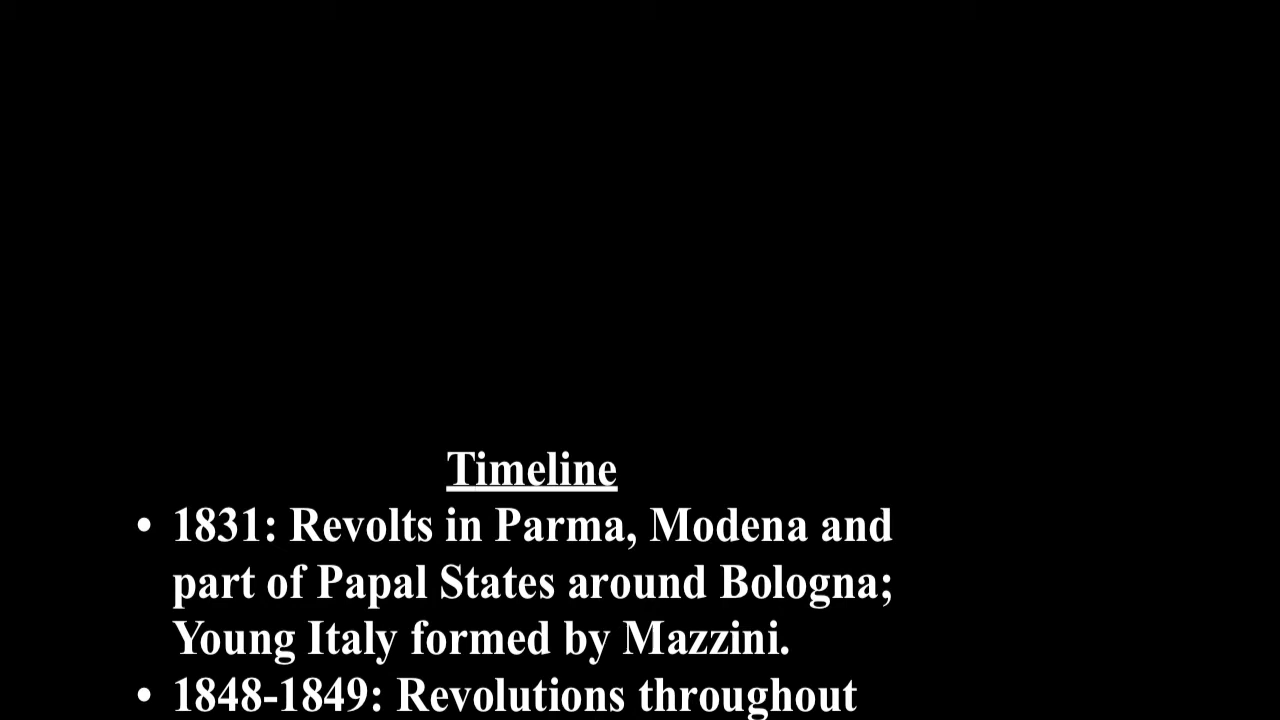 Timeline
• 1831: Revolts in Parma, Modena and
part of Papal States around Bologna;
Young Italy formed by Mazzini.
• 1848-1849: Revolutions throughout